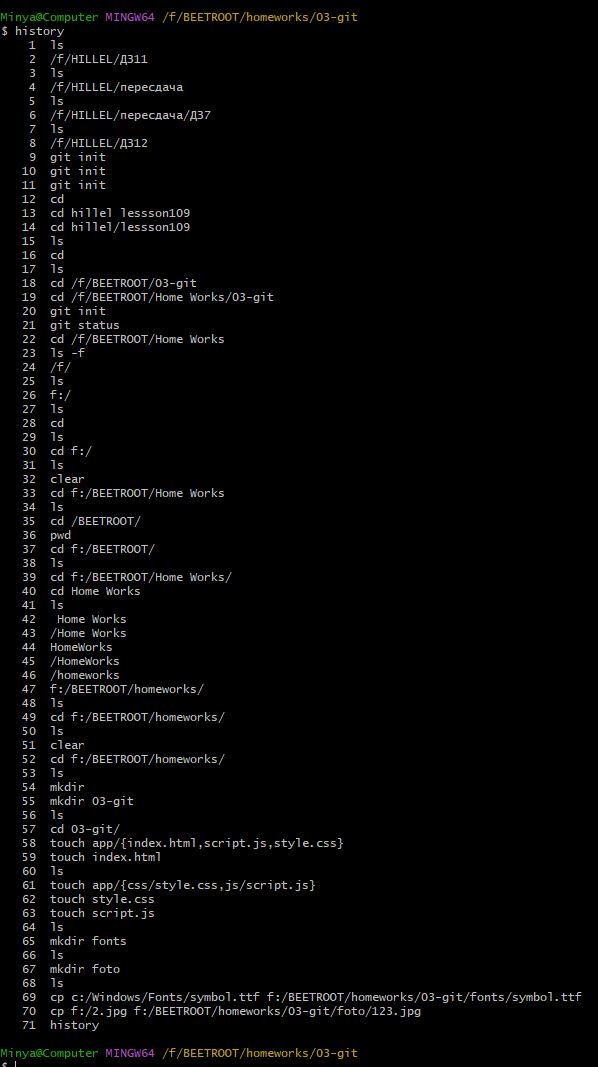 Minya@Computer MINGW64 /f/BEETROOT/homeworks/03-git
$ history
1 ls
2 /f/HILLEL/ДЗ11
3 ls
4 /f/HILLEL/пересдача
5 ls
6 /f/HILLEL/пересдача/ДЗ7
7 ls
8 /f/HILLEL/ДЗ12
9 git init
10 git init
11 git init
12 cd
13 cd hillel lessson109
14 cd hillel/lessson109
15 ls
16 cd
17 ls
18 cd /f/BEETROOT/03-git
19 cd /f/BEETROOT/Home Works/03-git
20 git init
21 git status
22 cd /f/BEETROOT/Home Works
23 ls -f
24 /f/
25 ls
26 f:/
27 ls
28 cd
29 ls
30 cd f:/
31 ls
32 clear
33 cd f:/BEETROOT/Home Works
34 ls
35 cd /BEETROOT/
36 pwd
37 cd f:/BEETROOT/
38 ls
39 cd f:/BEETROOT/Home Works/
40 cd Home Works
41 ls
42 Home Works
43 /Home Works
44 HomeWorks
45 /HomeWorks
46 /homeworks
47 f:/BEETROOT/homeworks/
48 ls
49 cd f:/BEETROOT/homeworks/
50 ls
51 clear
52 cd f:/BEETROOT/homeworks/
53 ls
54 mkdir
55 mkdir 03-git
56 ls
57 cd 03-git/
58 touch app/{index.html,script.js,style.css}
59 touch index.html
60 ls
61 touch app/{css/style.css,js/script.js}
62 touch style.css
63 touch script.js
64 ls
65 mkdir fonts
66 ls
67 mkdir foto
68 ls
69 cp c:/Windows/Fonts/symbol.ttf f:/BEETROOT/homeworks/03-git/fonts/symbol.ttf
70 cp f:/2.jpg f:/BEETROOT/homeworks/03-git/foto/123.jpg
71 history
Minya@Computer MINGW64 /f/BEETROOT/homeworks/03-git
$